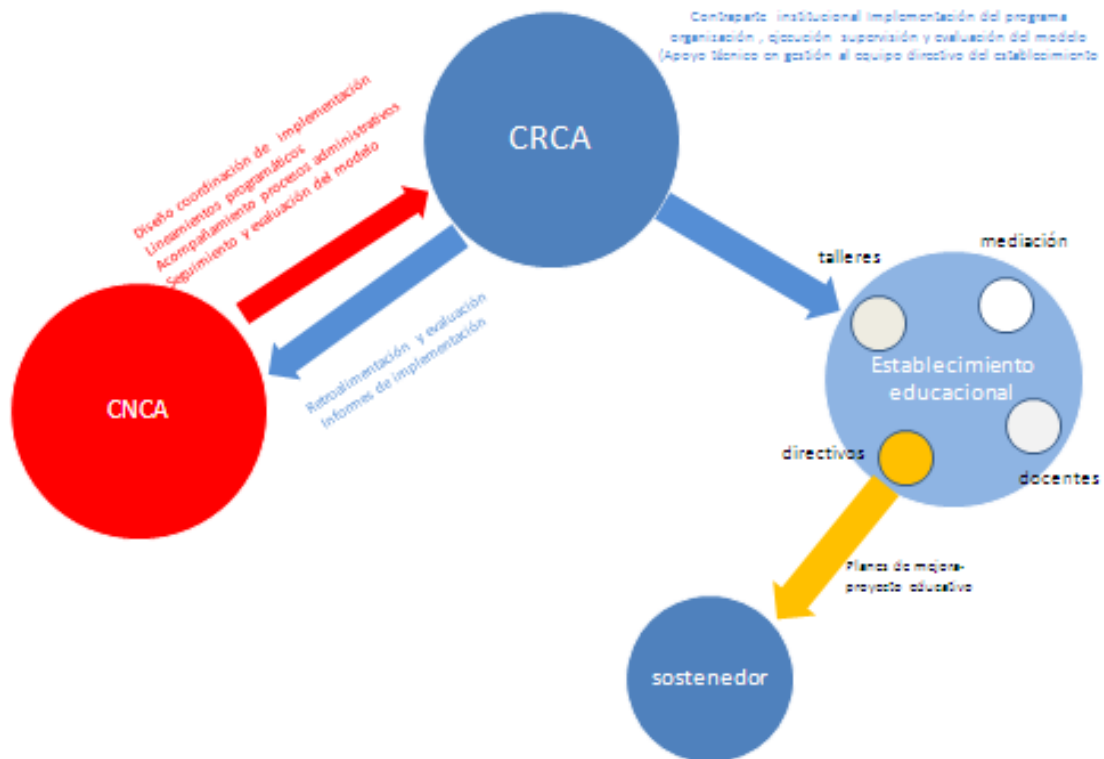 Contraparte institucional Implementación del programa
organización , ejecución supervisión y evaluación del modelo
(Apoyo técnico en gestión al equipo directivo del establecimiento
CRCA
Diseño coordinación de implementación
Lineamientos programáticos
Acompañamiento procesos administrativos
Seguimiento y evaluación del modelo
Retroalimentación y evaluación
Informes de implementación
CNCA
talleres
mediación
Establecimiento
educacional
directivos
docentes
Planes de mejora-
proyecto educativo
sostenedor